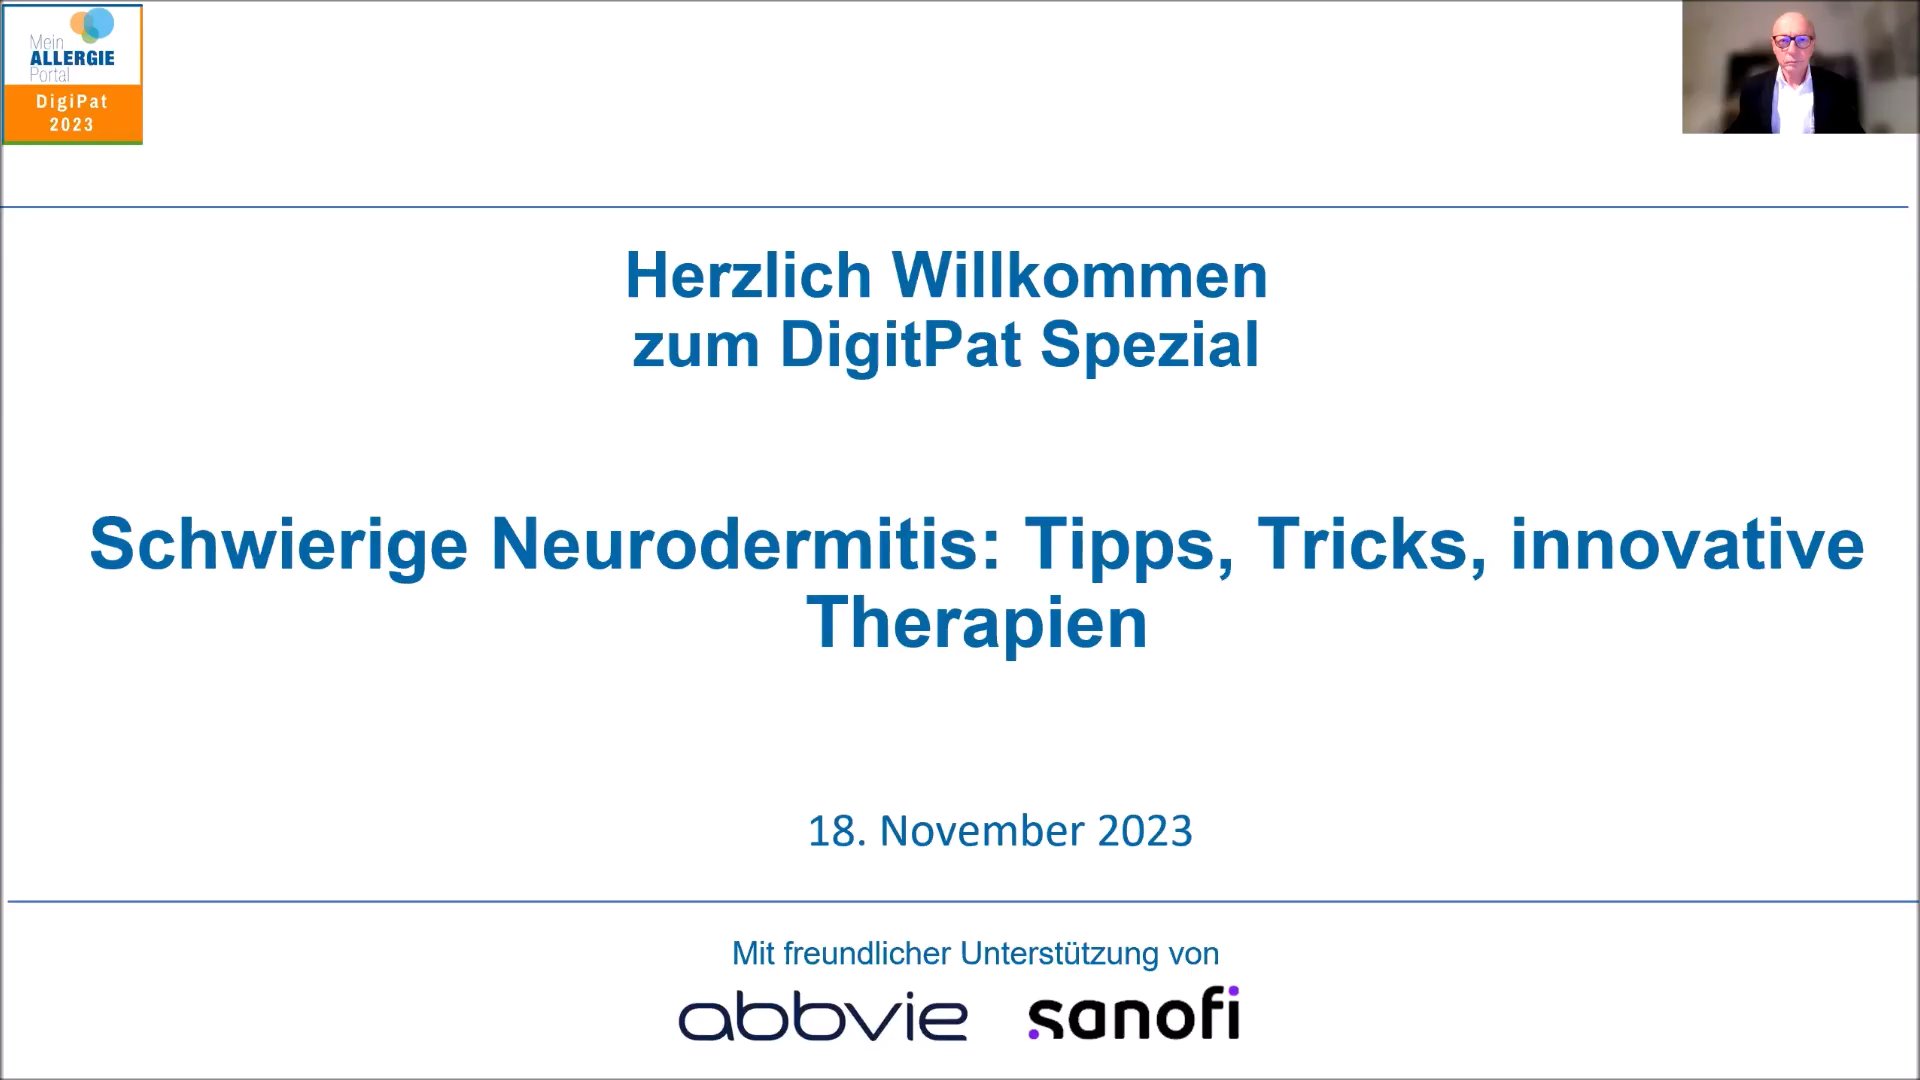 Mein
ALLERGIE
Portal
DigiPat
2023
Herzlich Willkommen
zum DigitPat Spezial
Schwierige Neurodermitis: Tipps, Tricks, innovative
Therapien
18. November 2023
Mit freundlicher Unterstützung von
abbvie sanofi